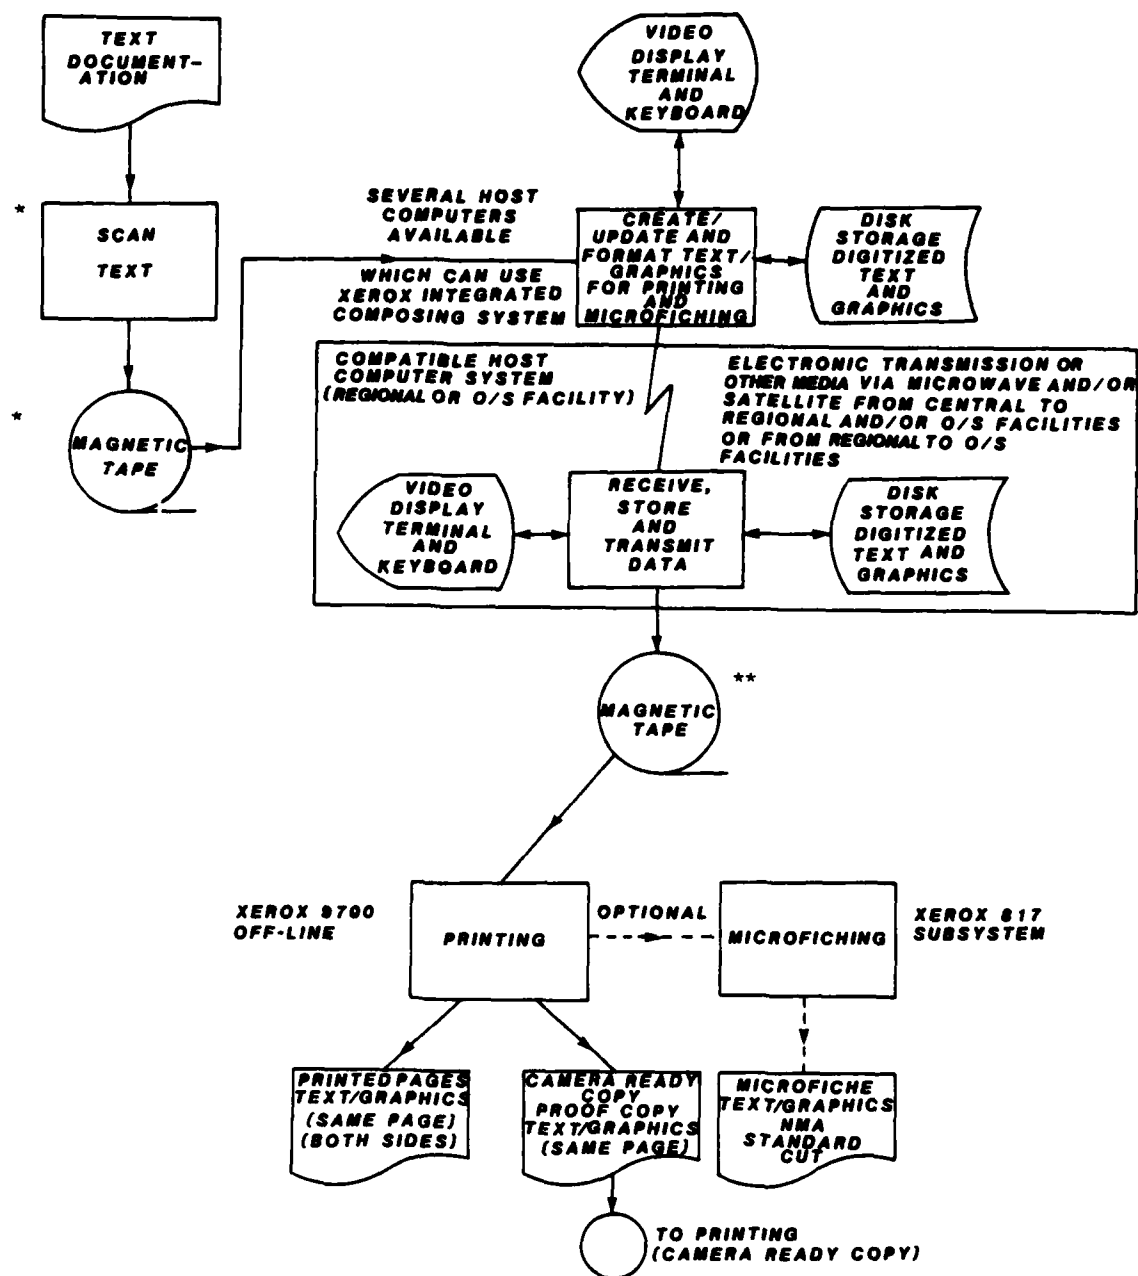 TEXT
DOCUMENT-
ATION
*
SCAN
TEXT
*
MAGNETIC
TAPE
SEVERAL HOST
COMPUTERS
AVAILABLE
WHICH CAN USE
XEROX INTEGRATED
COMPOSING SYSTEM
VIDEO
DISPLAY
TERMINAL
AND
KEYBOARD
CREATE/
UPDATE AND
FORMAT TEXT/
GRAPHICS
FOR PRINTING
AND
MICROFICHING
DISK
STORAGE
DIGITIZED
TEXT
AND
GRAPHICS
COMPATIBLE HOST
COMPUTER SYSTEM
(REGIONAL OR O/S FACILITY)
ELECTRONIC TRANSMISSION OR
OTHER MEDIA VIA MICROWAVE AND/OR
SATELLITE FROM CENTRAL TO
REGIONAL AND/OR O/S FACILITIES
OR FROM REGIONAL TO O/S
FACILITIES
VIDEO
DISPLAY
TERMINAL
AND
KEYBOARD
RECEIVE,
STORE
AND
TRANSMIT
DATA
DISK
STORAGE
DIGITIZED
TEXT AND
GRAPHICS
**
MAGNETIC
TAPE
XEROX 9700
OFF-LINE
PRINTING
OPTIONAL
MICROFICHING
XEROX 817
SUBSYSTEM
PRINTED PAGES
TEXT/GRAPHICS
(SAME PAGE)
(BOTH SIDES)
CAMERA READY
COPY
PROOF COPY
TEXT/GRAPHICS
(SAME PAGE)
MICROFICHE
TEXT/GRAPHICS
NMA
STANDARD
CUT
TO PRINTING
(CAMERA READY COPY)